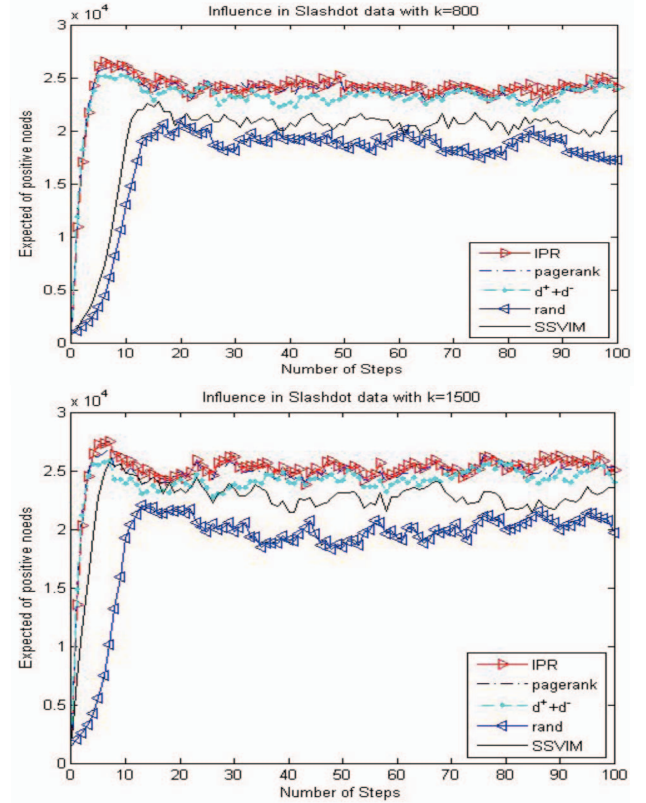 Influence in Slashdot data with k=800
x 10^4
3
2.5
2
1.5
1
0.5
0
Expected of positive noeds
0 10 20 30 40 50 60 70 80 90 100
Number of Steps
IPR
pagerank
d⁺+d⁻
rand
SSVIM
Influence in Slashdot data with k=1500
x 10^4
3
2.5
2
1.5
1
0.5
0
Expected of positive noeds
0 10 20 30 40 50 60 70 80 90 100
Number of Steps
IPR
pagerank
d⁺+d⁻
rand
SSVIM